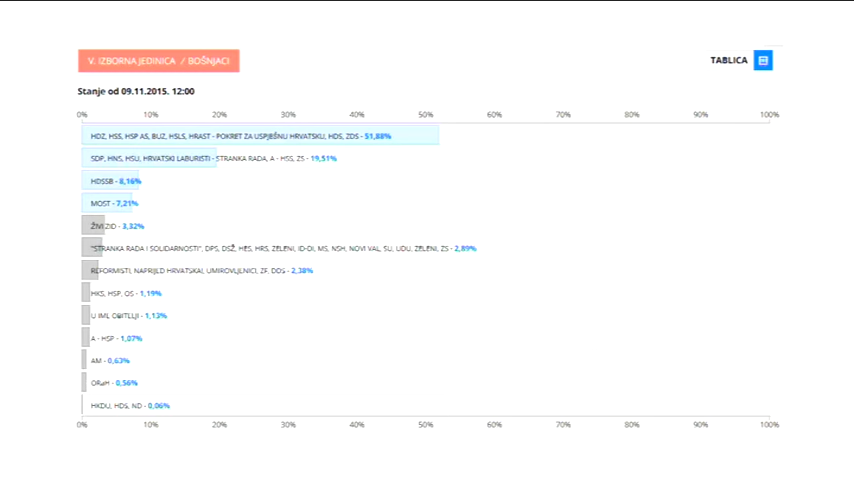 V. IZBORNA JEDINICA / BOŠNJACI
TABLICA
Stanje od 09.11.2015. 12:00
0% 10% 20% 30% 40% 50% 60% 70% 80% 90% 100%
HDZ, HSS, HSP AS, BUZ, HSLS, HRAST - POKRET ZA USPJEŠNU HRVATSKU, HDS, ZDS - 51,88%
SDP, HNS, HSU, HRVATSKI LABURISTI - STRANKA RADA, A - HSS, ZS - 19,51%
HDSSB - 8,16%
MOST - 7,21%
ŽIVI ZID - 3,32%
"STRANKA RADA I SOLIDARNOSTI", DPS, DSŽ, HES, HRS, ZELENI, ID-DI, MS, NSH, NOVI VAL, SU, UDU, ZELENI, ZS - 2,89%
REFORMISTI, NAPRIJED HRVATSKA!, UMIROVLJENICI, ZF, DDS - 2,38%
HKS, HSP, OS - 1,19%
U IME OBITELJI - 1,13%
A - HSP - 1,07%
AM - 0,63%
ORaH - 0,56%
HKDU, HDS, ND - 0,06%
0% 10% 20% 30% 40% 50% 60% 70% 80% 90% 100%